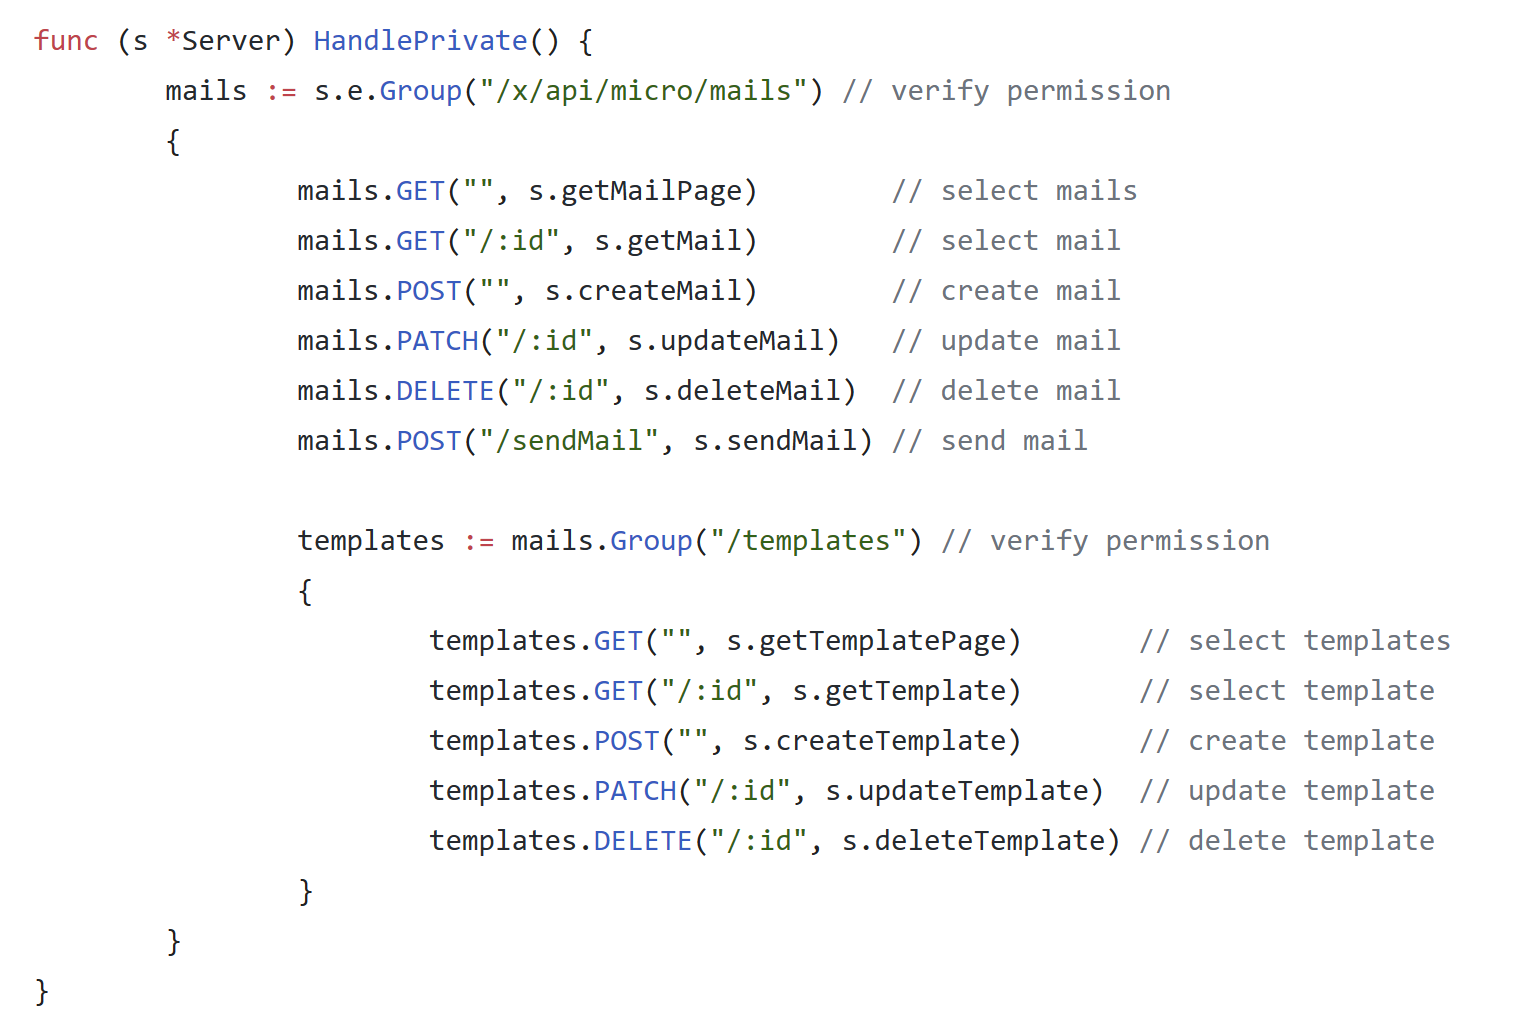 func (s *Server) HandlePrivate() {
        mails := s.e.Group("/x/api/micro/mails") // verify permission
        {
                mails.GET("", s.getMailPage)        // select mails
                mails.GET("/:id", s.getMail)        // select mail
                mails.POST("", s.createMail)        // create mail
                mails.PATCH("/:id", s.updateMail)   // update mail
                mails.DELETE("/:id", s.deleteMail)  // delete mail
                mails.POST("/sendMail", s.sendMail) // send mail

                templates := mails.Group("/templates") // verify permission
                {
                        templates.GET("", s.getTemplatePage)       // select templates
                        templates.GET("/:id", s.getTemplate)       // select template
                        templates.POST("", s.createTemplate)       // create template
                        templates.PATCH("/:id", s.updateTemplate)  // update template
                        templates.DELETE("/:id", s.deleteTemplate) // delete template
                }
        }
}